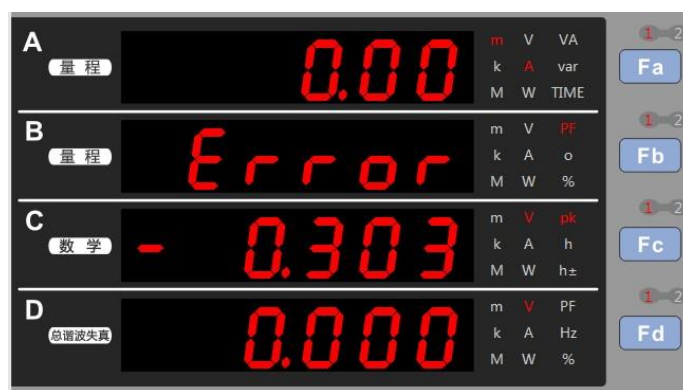 A 0.00 m V VA 1 2
量程 k A var Fa
M W TIME
B Error m V PF 1 2
量程 k A o Fb
M W %
C - 0.303 m V pk 1 2
数学 k A h Fc
M W h±
D 0.000 m V PF 1 2
总谐波失真 k A Hz Fd
M W %